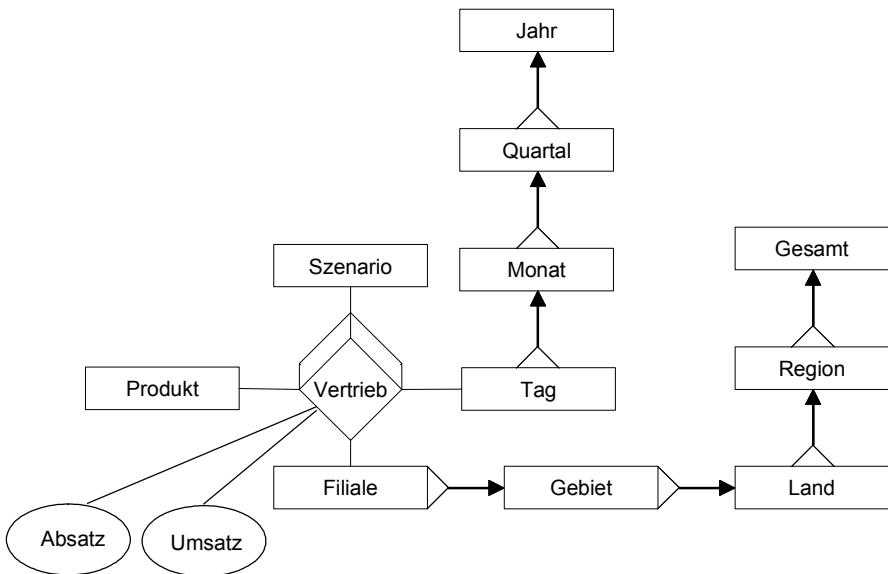 Jahr
Quartal
Szenario
Monat
Gesamt
Produkt
Vertrieb
Tag
Region
Filiale
Gebiet
Land
Absatz
Umsatz